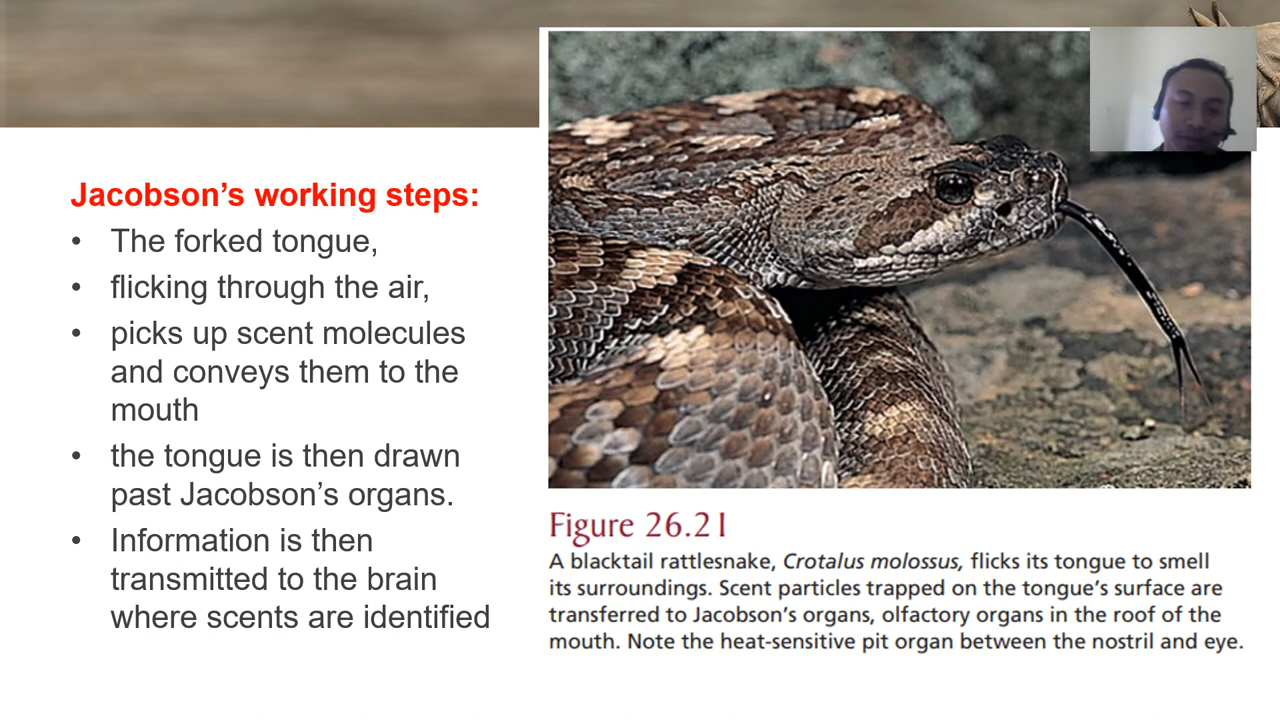 Jacobson’s working steps:
• The forked tongue,
• flicking through the air,
• picks up scent molecules
and conveys them to the
mouth
• the tongue is then drawn
past Jacobson’s organs.
• Information is then
transmitted to the brain
where scents are identified
Figure 26.21
A blacktail rattlesnake, Crotalus molossus, flicks its tongue to smell
its surroundings. Scent particles trapped on the tongue’s surface are
transferred to Jacobson’s organs, olfactory organs in the roof of the
mouth. Note the heat-sensitive pit organ between the nostril and eye.